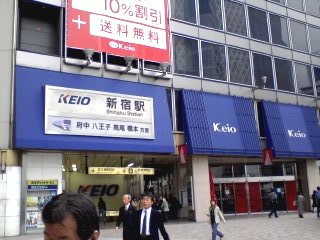 10%割引
+送料無料
Keio
KEIO 新宿駅
Shinjuku Station
府中 八王子 高尾 橋本 方面
Keio
Keio
KEIO